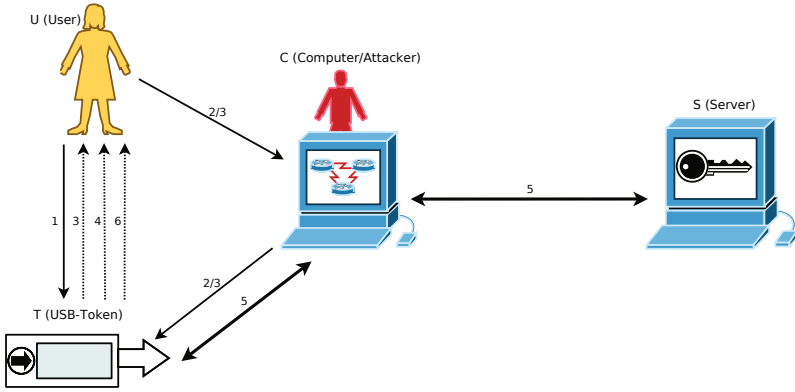 U (User)
C (Computer/Attacker)
S (Server)
2/3
5
1
3
4
6
2/3
5
T (USB-Token)